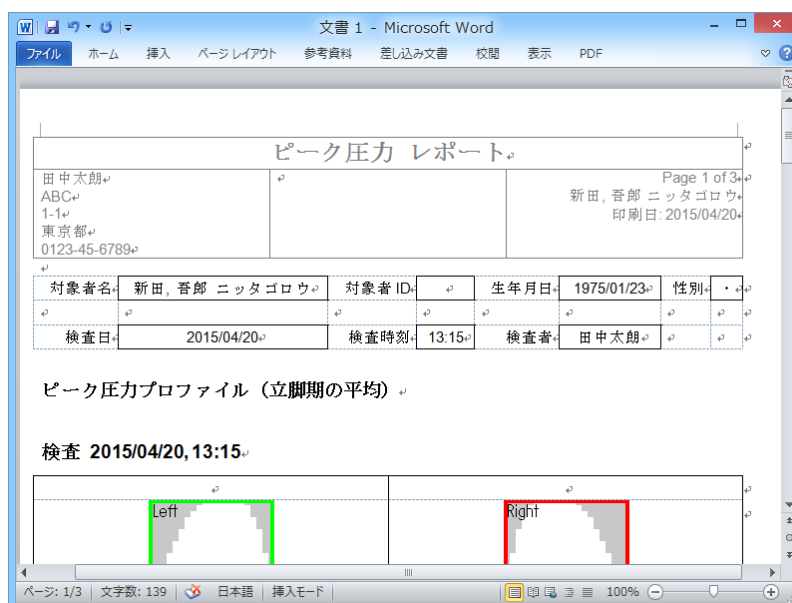 文書 1 - Microsoft Word
ファイル ホーム 挿入 ページ レイアウト 参考資料 差し込み文書 校閲 表示 PDF
ピーク圧力 レポート
田中太朗
ABC
1-1
東京都
0123-45-6789
Page 1 of 3
新田, 吾郎 ニッタゴロウ
印刷日: 2015/04/20
対象者名 新田, 吾郎 ニッタゴロウ 対象者 ID 生年月日 1975/01/23 性別 ・
検査日 2015/04/20 検査時刻 13:15 検査者 田中太朗
ピーク圧力プロファイル（立脚期の平均）
検査 2015/04/20, 13:15
Left Right
ページ: 1/3 文字数: 139 日本語 挿入モード 100%